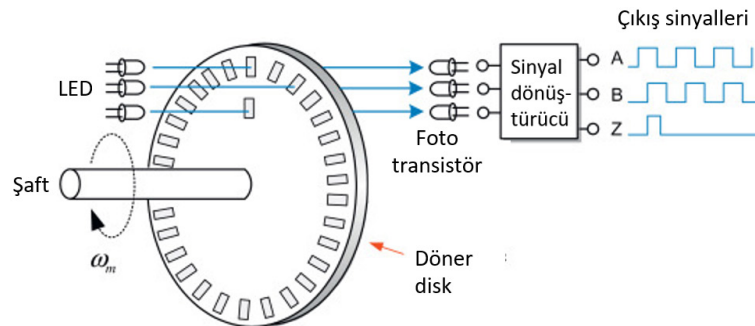 Çıkış sinyalleri
LED
Sinyal
dönüş-
türücü
A
B
Z
Foto
transistör
Şaft
ωm
Döner
disk